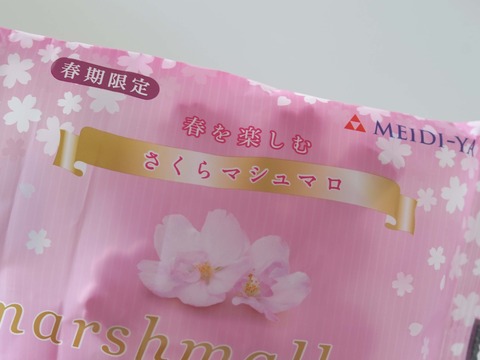 春期限定
春を楽しむ
MEIDI-YA
さくらマシュマロ
marshmall